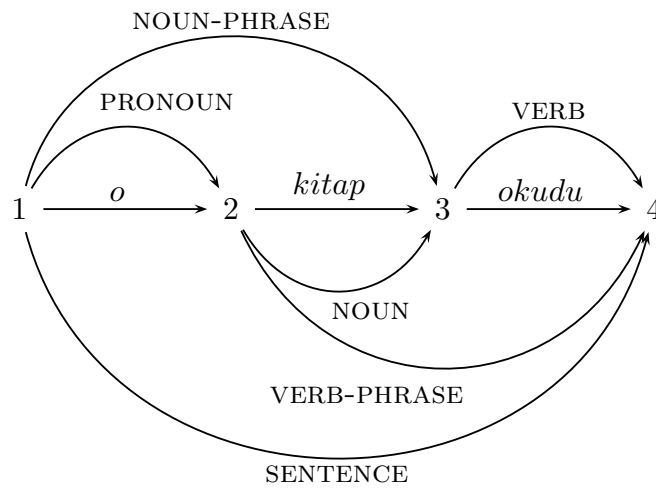 NOUN-PHRASE
PRONOUN
VERB
1 o 2 kitap 3 okudu 4
NOUN
VERB-PHRASE
SENTENCE